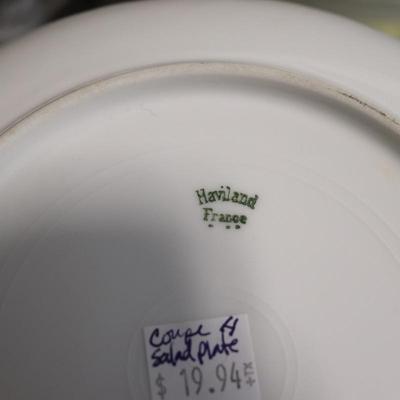 Haviland
France
Coupe
Salad plate
$ 19.94